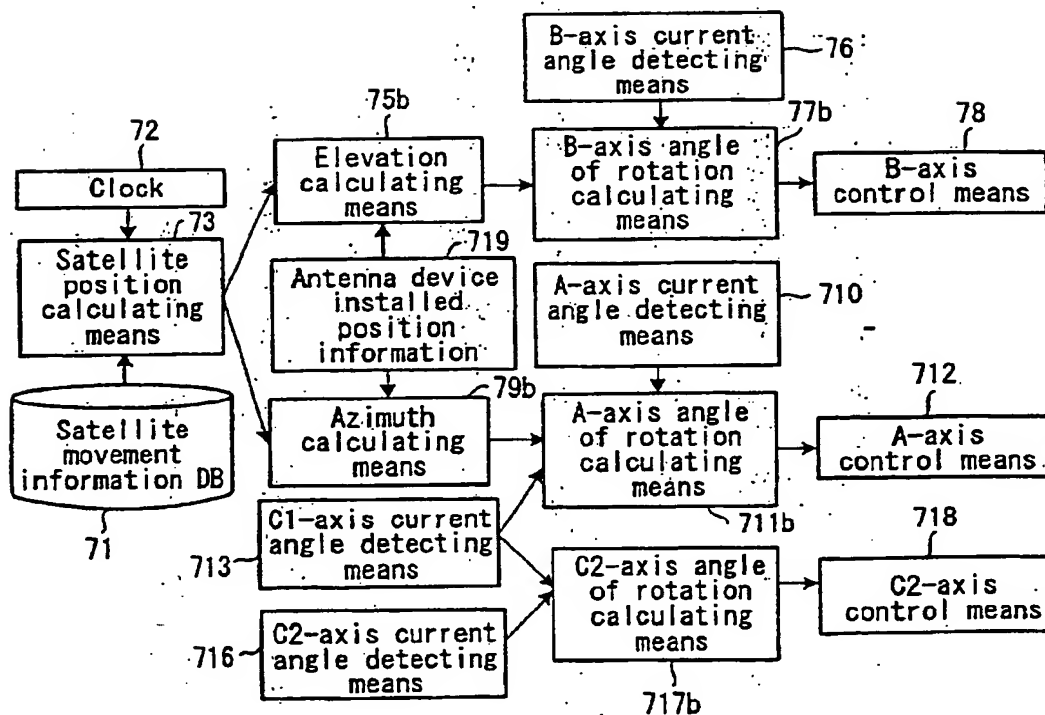 B-axis current
angle detecting
means
76
75b
77b
72
78
Elevation
calculating
means
B-axis angle
of rotation
calculating
means
B-axis
control means
Clock
73
719
Satellite
position
calculating
means
Antenna device
installed
position
information
A-axis current
angle detecting
means
710
79b
712
Satellite
movement
information DB
Azimuth
calculating
means
A-axis angle
of rotation
calculating
means
A-axis
control means
71
711b
718
C1-axis current
angle detecting
means
713
C2-axis angle
of rotation
calculating
means
C2-axis
control means
C2-axis current
angle detecting
means
716
717b